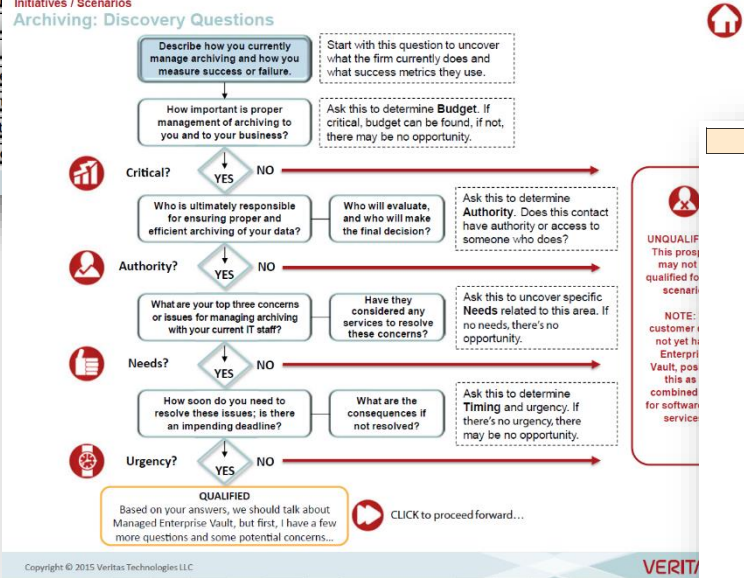 Initiatives / Scenarios
Archiving: Discovery Questions
Describe how you currently
manage archiving and how you
measure success or failure.
Start with this question to uncover
what the firm currently does and
what success metrics they use.
How important is proper
management of archiving to
you and to your business?
Ask this to determine Budget. If
critical, budget can be found, if not,
there may be no opportunity.
Critical?
YES
NO
Who is ultimately responsible
for ensuring proper and
efficient archiving of your data?
Who will evaluate,
and who will make
the final decision?
Ask this to determine
Authority. Does this contact
have authority or access to
someone who does?
Authority?
YES
NO
What are your top three concerns
or issues for managing archiving
with your current IT staff?
Have they
considered any
services to resolve
these concerns?
Ask this to uncover specific
Needs related to this area. If
no needs, there's no
opportunity.
Needs?
YES
NO
How soon do you need to
resolve these issues; is there
an impending deadline?
What are the
consequences if
not resolved?
Ask this to determine
Timing and urgency. If
there's no urgency, there
may be no opportunity.
Urgency?
YES
NO
QUALIFIED
Based on your answers, we should talk about
Managed Enterprise Vault, but first, I have a few
more questions and some potential concerns...
CLICK to proceed forward...
This
may not
qualified
NOTE:
customer
not yet
Vault,
this as
combined
for software
Copyright © 2015 Veritas Technologies LLC